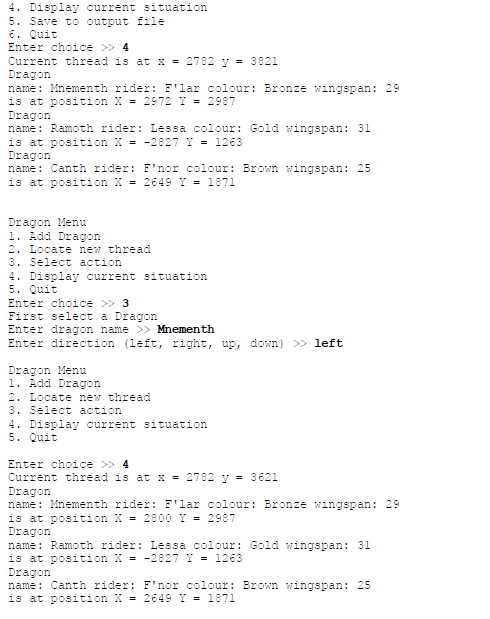 4. Display current situation
5. Save to output file
6. Quit
Enter choice >> 4
Current thread is at x = 2782 y = 3821
Dragon
name: Mnementh rider: F'lar colour: Bronze wingspan: 29
is at position X = 2972 Y = 2987
Dragon
name: Ramoth rider: Lessa colour: Gold wingspan: 31
is at position X = -2827 Y = 1263
Dragon
name: Canth rider: F'nor colour: Brown wingspan: 25
is at position X = 2649 Y = 1871
Dragon Menu
1. Add Dragon
2. Locate new thread
3. Select action
4. Display current situation
5. Quit
Enter choice >> 3
First select a Dragon
Enter dragon name >> Mnementh
Enter direction (left, right, up, down) >> left
Dragon Menu
1. Add Dragon
2. Locate new thread
3. Select action
4. Display current situation
5. Quit
Enter choice >> 4
Current thread is at x = 2782 y = 3621
Dragon
name: Mnementh rider: F'lar colour: Bronze wingspan: 29
is at position X = 2800 Y = 2987
Dragon
name: Ramoth rider: Lessa colour: Gold wingspan: 31
is at position X = -2827 Y = 1263
Dragon
name: Canth rider: F'nor colour: Brown wingspan: 25
is at position X = 2649 Y = 1871